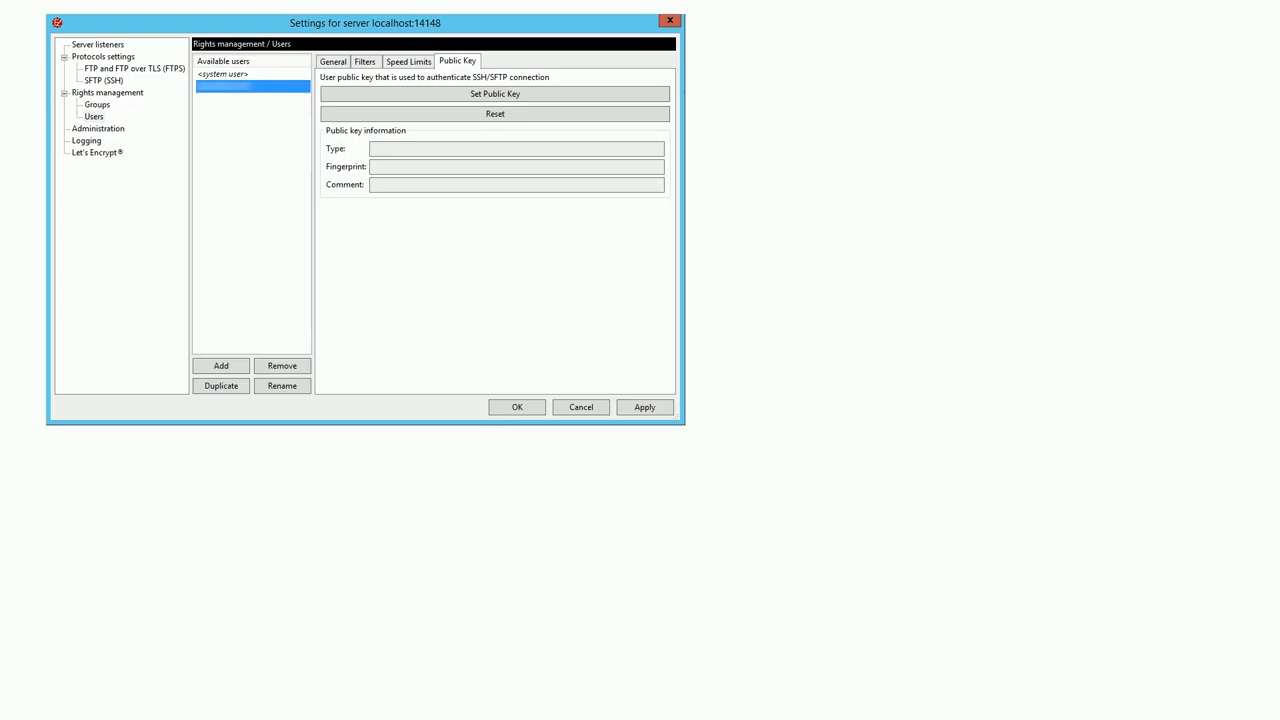 Settings for server localhost:14148
x
Server listeners
Protocols settings
FTP and FTP over TLS (FTPS)
SFTP (SSH)
Rights management
Groups
Users
Administration
Logging
Let's Encrypt®
Rights management / Users
Available users
<system user>
Add
Remove
Duplicate
Rename
General
Filters
Speed Limits
Public Key
User public key that is used to authenticate SSH/SFTP connection
Set Public Key
Reset
Public key information
Type:
Fingerprint:
Comment:
OK
Cancel
Apply